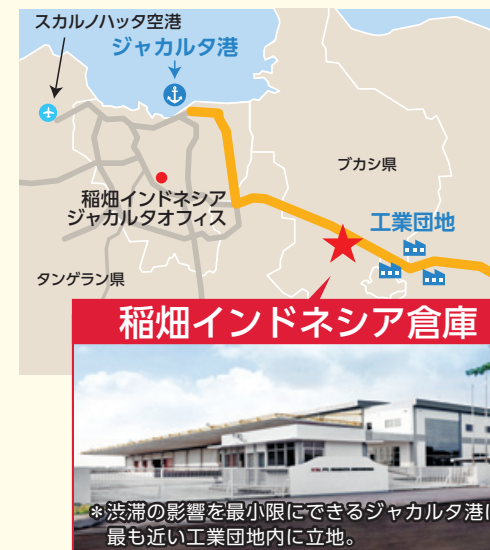 スカルノハッタ空港
ジャカルタ港
ブカシ県
稲畑インドネシア
ジャカルタオフィス
工業団地
タンゲラン県
稲畑インドネシア倉庫
PT. INABATA INDONESIA
*渋滞の影響を最小限にできるジャカルタ港に
最も近い工業団地内に立地。